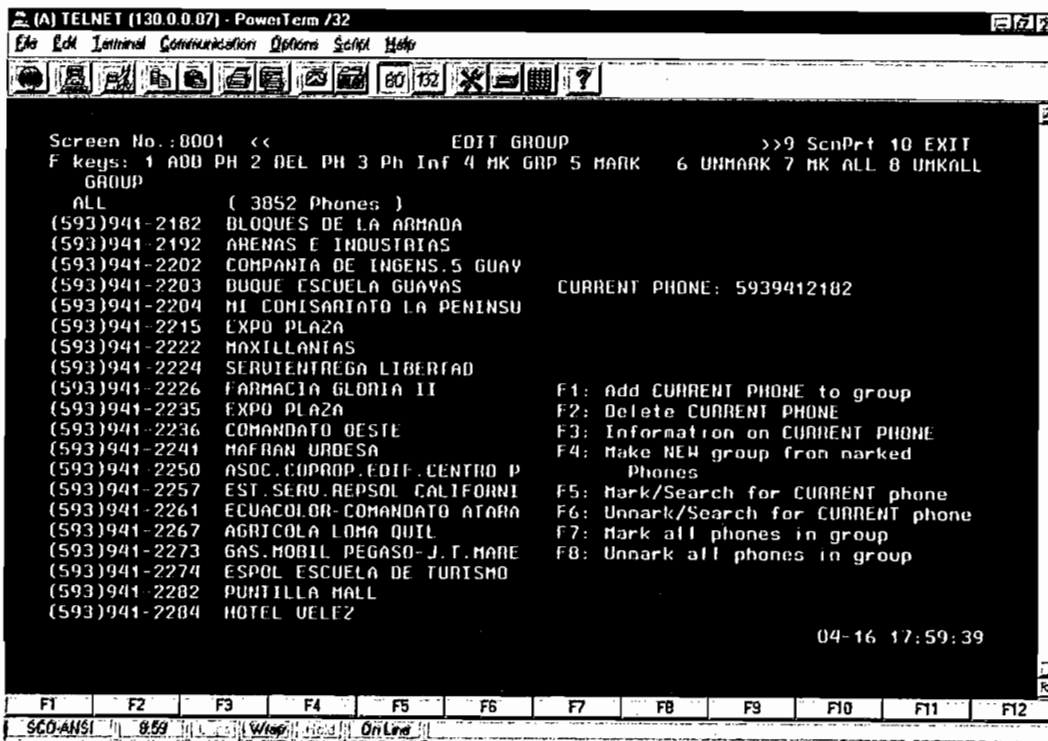 (A) TELNET (130.0.0.07) - PowerTerm /32
File Edit Terminal Communication Options Script Help
80 132 ?
Screen No.:8001 << EDIT GROUP >>9 ScnPrt 10 EXIT
F keys: 1 ADD PH 2 DEL PH 3 Ph Inf 4 MK GRP 5 MARK 6 UNMARK 7 MK ALL 8 UMKALL
GROUP
ALL ( 3852 Phones )
(593)941-2182 BLOQUES DE LA ARMADA
(593)941-2192 ARENAS E INDUSTRIAS
(593)941-2202 COMPANIA DE INGENS.5 GUAY
(593)941-2203 BUQUE ESCUELA GUAYAS CURRENT PHONE: 5939412182
(593)941-2204 MI COMISARIATO LA PENINSU
(593)941-2215 EXPO PLAZA
(593)941-2222 MAXILLANTAS
(593)941-2224 SERVIENTREGA LIBERTAD
(593)941-2226 FARMACIA GLORIA II F1: Add CURRENT PHONE to group
(593)941-2235 EXPO PLAZA F2: Delete CURRENT PHONE
(593)941-2236 COMANDATO OESTE F3: Information on CURRENT PHONE
(593)941-2241 MAFRAN URDESA F4: Make NEW group from marked
(593)941-2250 ASOC.COPROP.EDIF.CENTRO P Phones
(593)941-2257 EST.SERV.REPSOL CALIFORNI F5: Mark/Search for CURRENT phone
(593)941-2261 ECUACOLOR-COMANDATO ATARA F6: Unmark/Search for CURRENT phone
(593)941-2267 AGRICOLA LOMA QUIL F7: Mark all phones in group
(593)941-2273 GAS.MOBIL PEGASO-J.T.MARE F8: Unmark all phones in group
(593)941-2274 ESPOL ESCUELA DE TURISMO
(593)941-2282 PUNTILLA MALL
(593)941-2284 HOTEL VELEZ
04-16 17:59:39
F1 F2 F3 F4 F5 F6 F7 F8 F9 F10 F11 F12
SCO-ANSI 8:59 Wrap Hold On Line